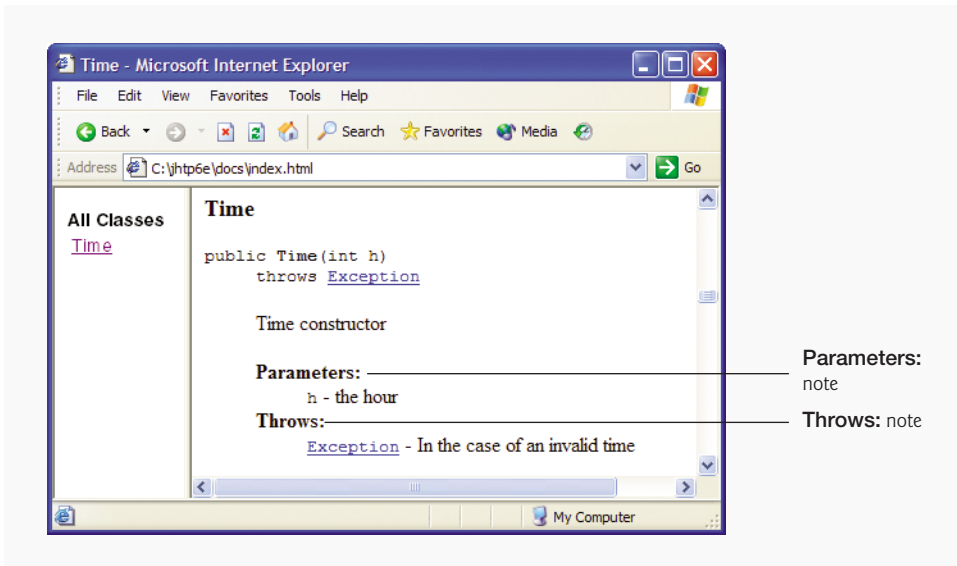 Time - Microsoft Internet Explorer
File Edit View Favorites Tools Help
Back Search Favorites Media
Address C:\jhtp6e\docs\index.html Go
All Classes
Time
Time
public Time(int h)
throws Exception
Time constructor
Parameters:
h - the hour
Throws:
Exception - In the case of an invalid time
My Computer
Parameters:
note
Throws: note